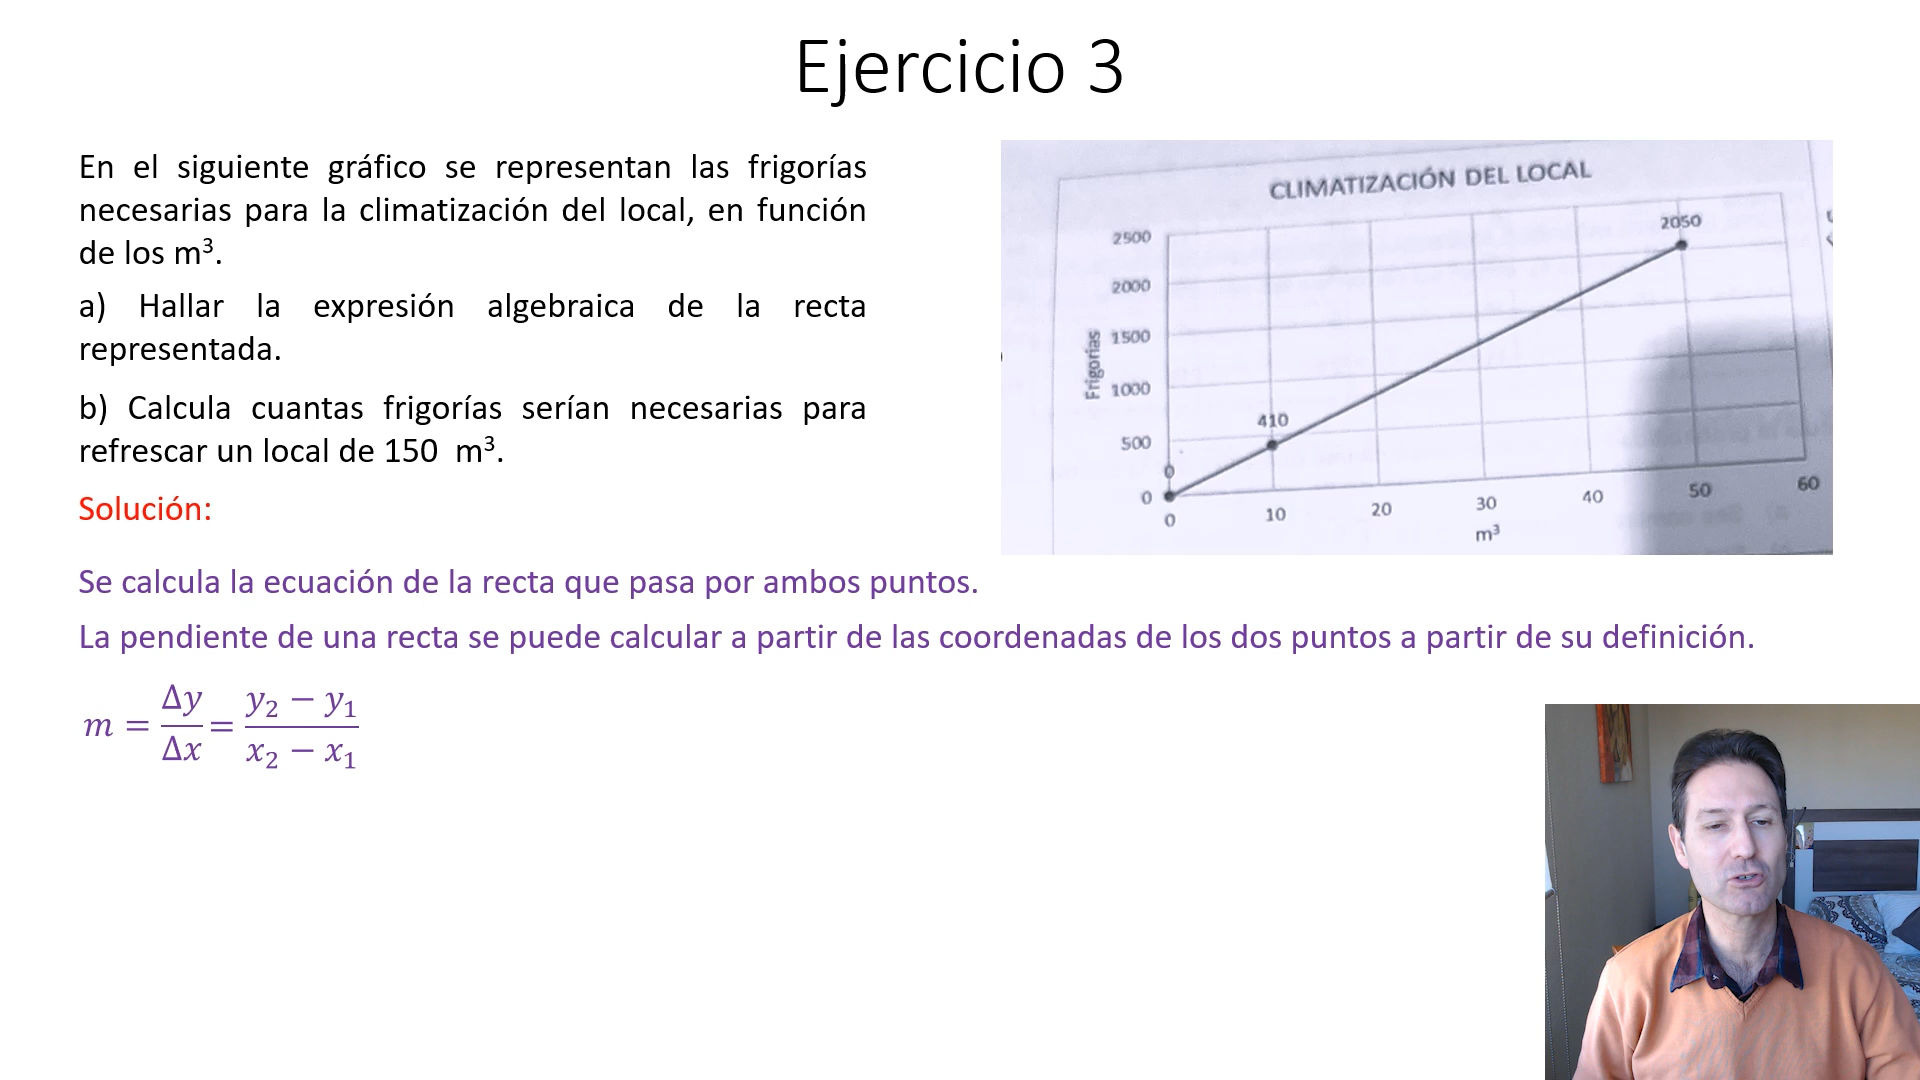 Ejercicio 3
En el siguiente gráfico se representan las frigorías
necesarias para la climatización del local, en función
de los m³.
a) Hallar la expresión algebraica de la recta
representada.
b) Calcula cuantas frigorías serían necesarias para
refrescar un local de 150 m³.
Solución:
CLIMATIZACIÓN DEL LOCAL
2500
2000
1500
1000
500
0
Frigorías
0
410
2050
0 10 20 30 40 50 60
m³
Se calcula la ecuación de la recta que pasa por ambos puntos.
La pendiente de una recta se puede calcular a partir de las coordenadas de los dos puntos a partir de su definición.
m = Δy/Δx = (y₂ − y₁)/(x₂ − x₁)